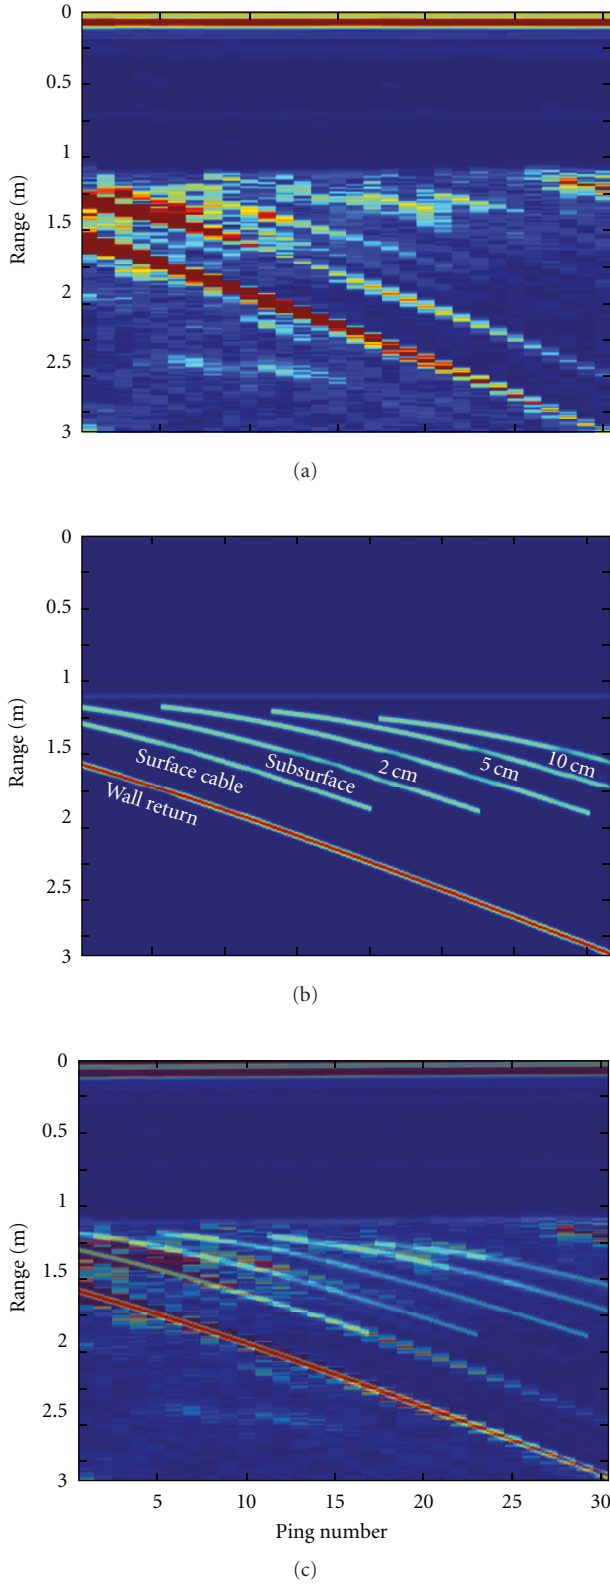 0
0.5
1
1.5
2
2.5
3
Range (m)
(a)
0
0.5
1
1.5
2
2.5
3
Range (m)
Surface cable
Subsurface
2 cm
5 cm
10 cm
Wall return
(b)
0
0.5
1
1.5
2
2.5
3
Range (m)
5
10
15
20
25
30
Ping number
(c)